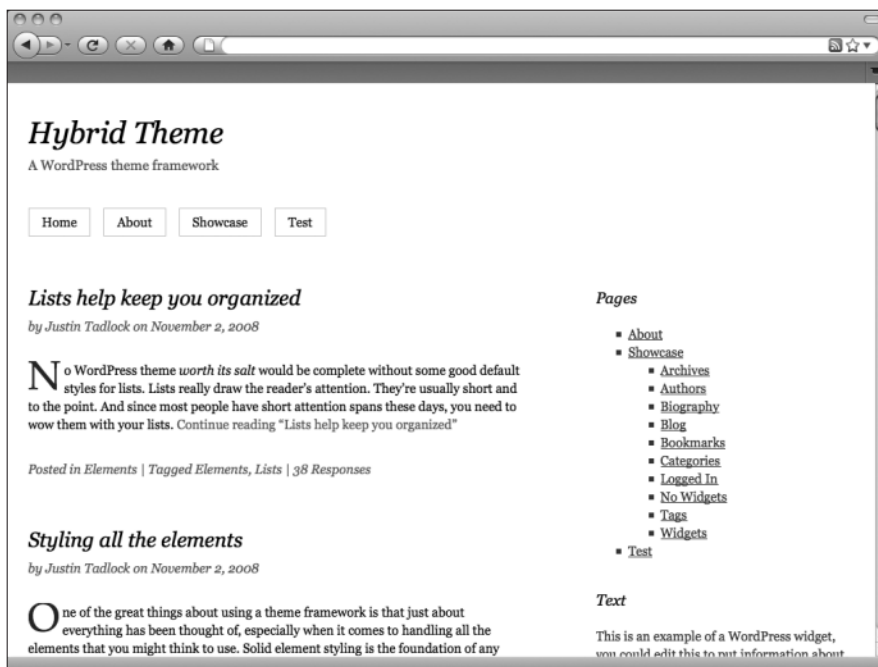 Hybrid Theme
A WordPress theme framework
Home About Showcase Test
Lists help keep you organized
by Justin Tadlock on November 2, 2008
No WordPress theme worth its salt would be complete without some good default
styles for lists. Lists really draw the reader's attention. They're usually short and
to the point. And since most people have short attention spans these days, you need to
wow them with your lists. Continue reading "Lists help keep you organized"
Posted in Elements | Tagged Elements, Lists | 38 Responses
Styling all the elements
by Justin Tadlock on November 2, 2008
One of the great things about using a theme framework is that just about
everything has been thought of, especially when it comes to handling all the
elements that you might think to use. Solid element styling is the foundation of any
Pages
About
Showcase
Archives
Authors
Biography
Blog
Bookmarks
Categories
Logged In
No Widgets
Tags
Widgets
Test
Text
This is an example of a WordPress widget,
you could edit this to put information about